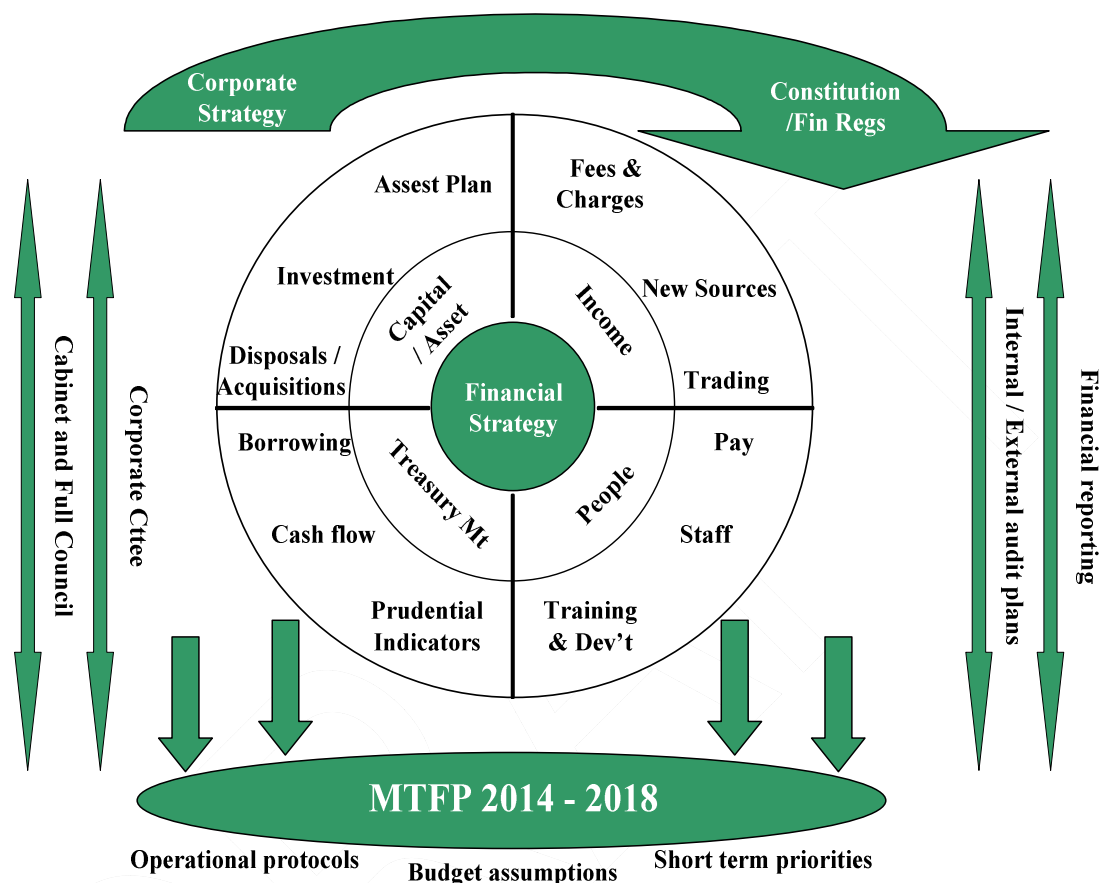 Corporate
Strategy
Constitution
/Fin Regs
Assest Plan
Fees &
Charges
Investment
New Sources
Capital
/ Asset
Income
Disposals /
Acquisitions
Trading
Financial
Strategy
Borrowing
Pay
Treasury Mt
People
Cash flow
Staff
Prudential
Indicators
Training
& Dev’t
Cabinet and Full Council
Corporate Cttee
Internal / External audit plans
Financial reporting
MTFP 2014 - 2018
Operational protocols
Budget assumptions
Short term priorities